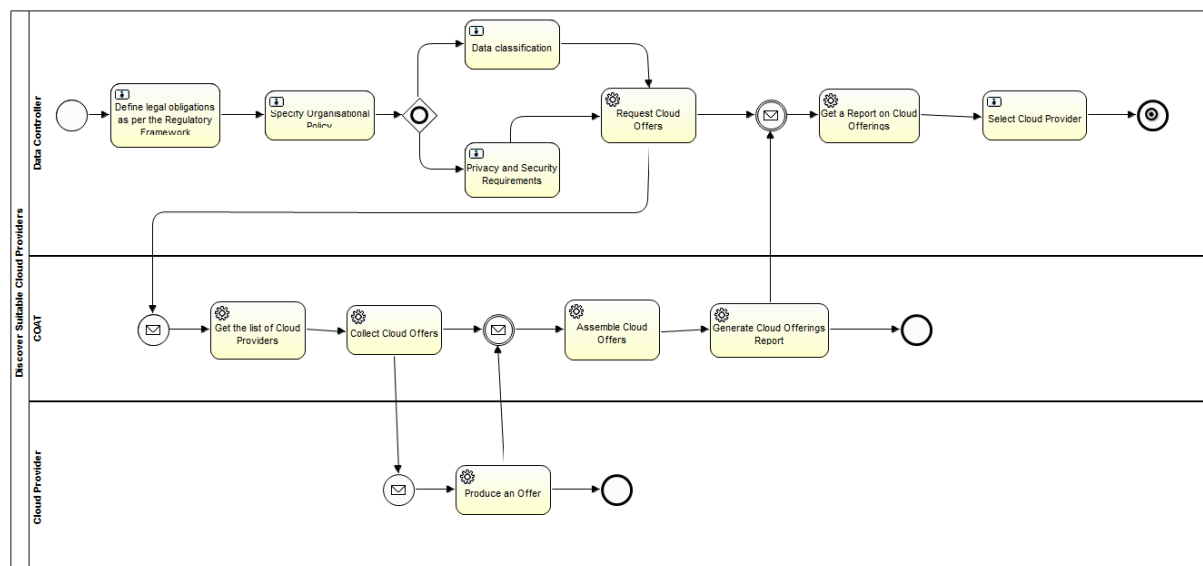 Discover Suitable Cloud Providers
Data Controller
Define legal obligations
as per the Regulatory
Framework
Specify Organisational
Policy
Data classification
Privacy and Security
Requirements
Request Cloud
Offers
Get a Report on Cloud
Offerings
Select Cloud Provider
COAT
Get the list of Cloud
Providers
Collect Cloud Offers
Assemble Cloud
Offers
Generate Cloud Offerings
Report
Cloud Provider
Produce an Offer